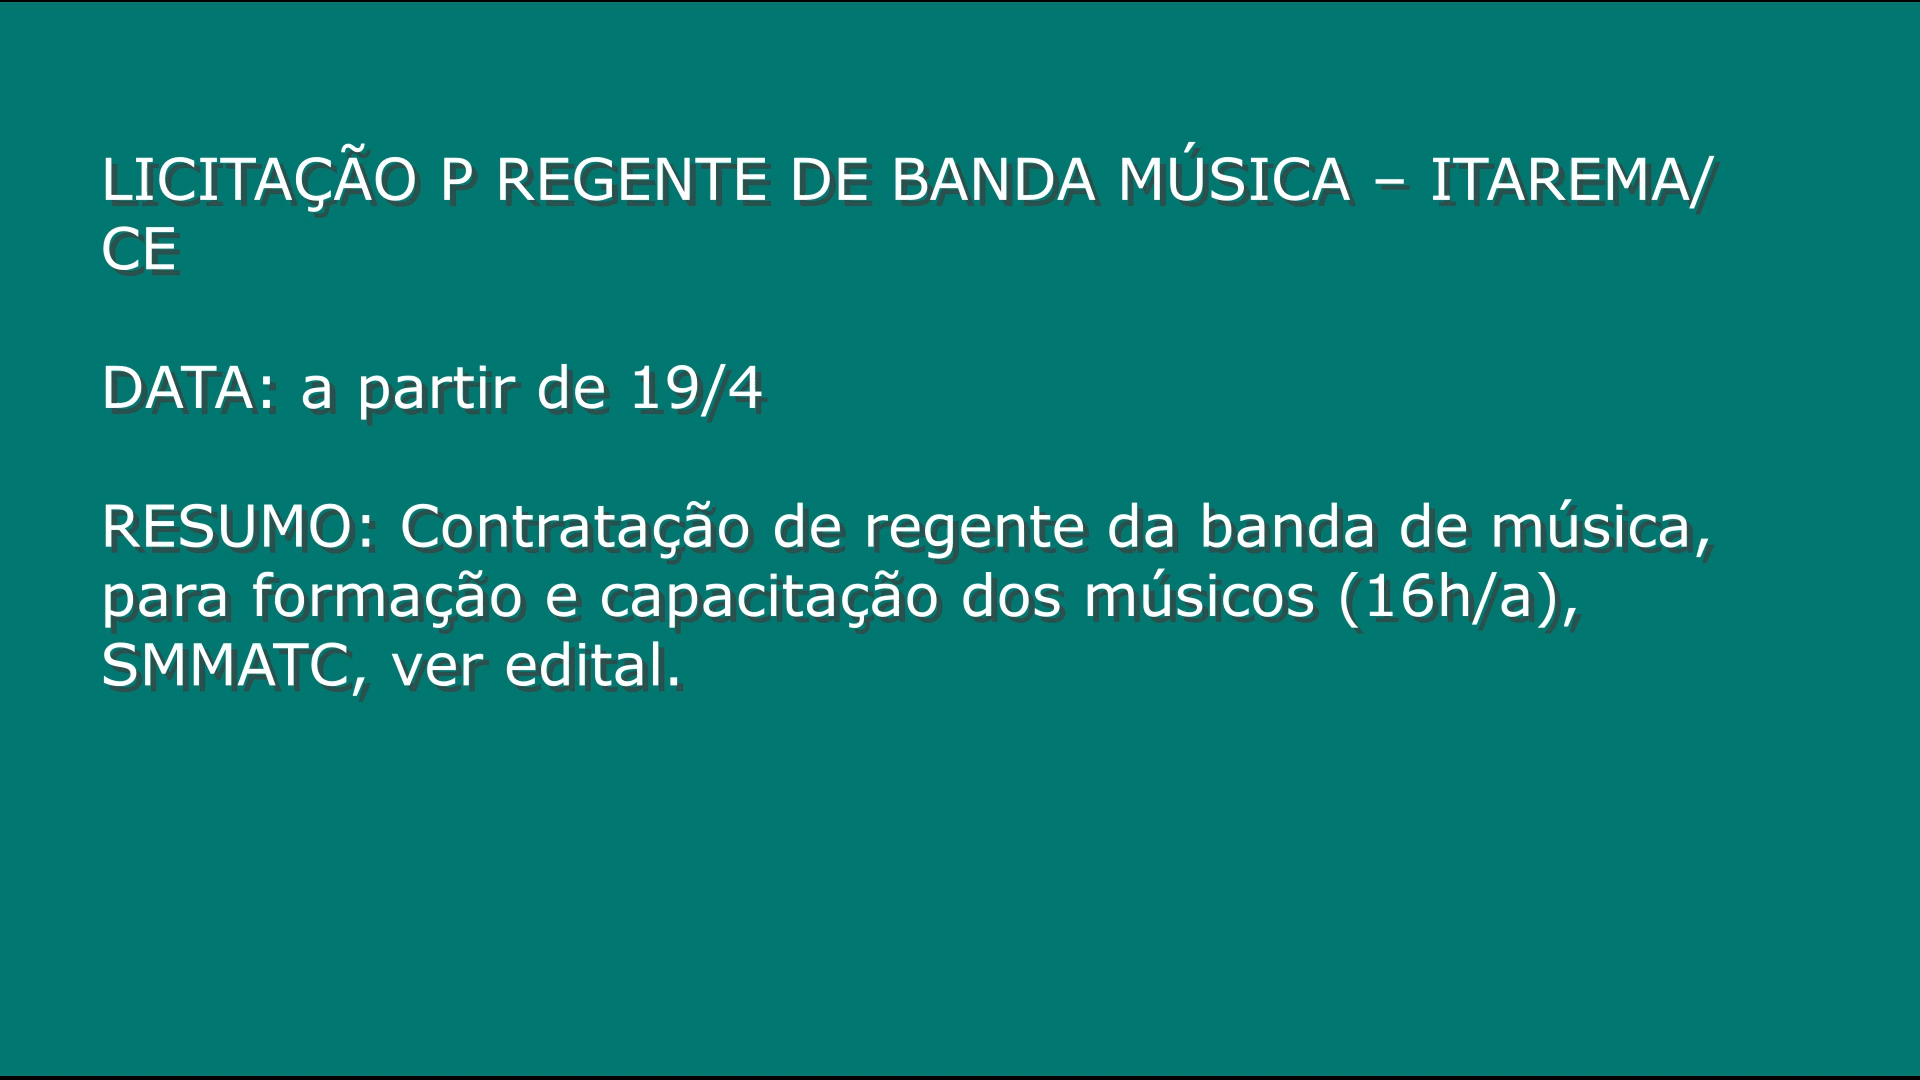 LICITAÇÃO P REGENTE DE BANDA MÚSICA – ITAREMA/
CE
DATA: a partir de 19/4
RESUMO: Contratação de regente da banda de música,
para formação e capacitação dos músicos (16h/a),
SMMATC, ver edital.